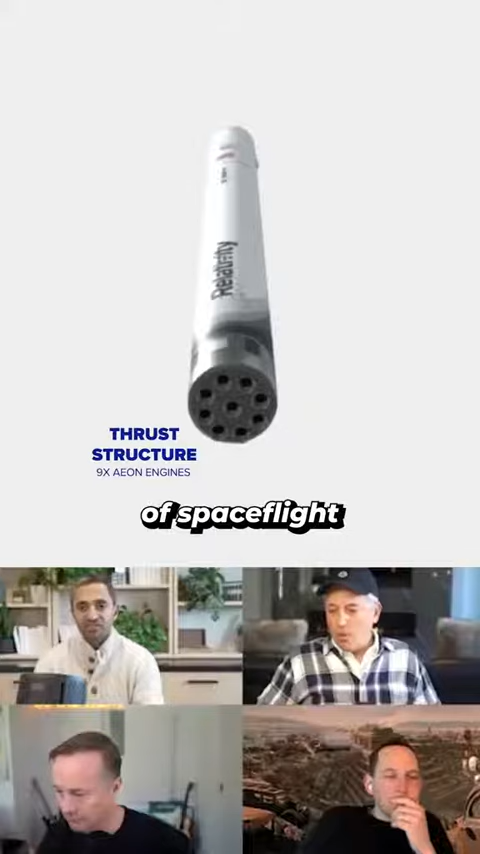 Relativity
THRUST
STRUCTURE
9X AEON ENGINES
of spaceflight